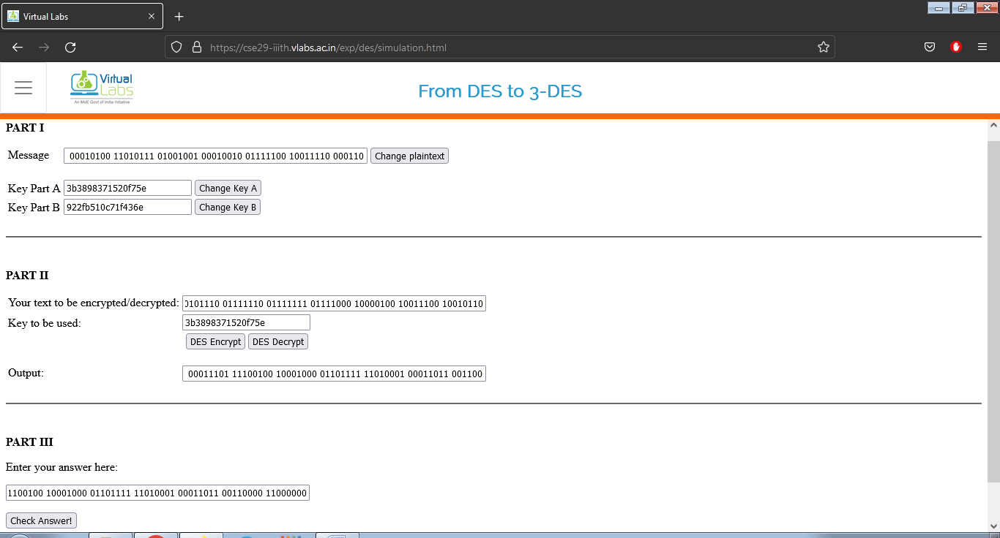 Virtual Labs
https://cse29-iiith.vlabs.ac.in/exp/des/simulation.html
Virtual
Labs
An MoE Govt of India Initiative
From DES to 3-DES
PART I
Message 00010100 11010111 01001001 00010010 01111100 10011110 000110 Change plaintext
Key Part A 3b3898371520f75e Change Key A
Key Part B 922fb510c71f436e Change Key B
PART II
Your text to be encrypted/decrypted: 0101110 01111110 01111111 01111000 10000100 10011100 10010110
Key to be used: 3b3898371520f75e
DES Encrypt DES Decrypt
Output: 00011101 11100100 10001000 01101111 11010001 00011011 001100
PART III
Enter your answer here:
1100100 10001000 01101111 11010001 00011011 00110000 11000000
Check Answer!